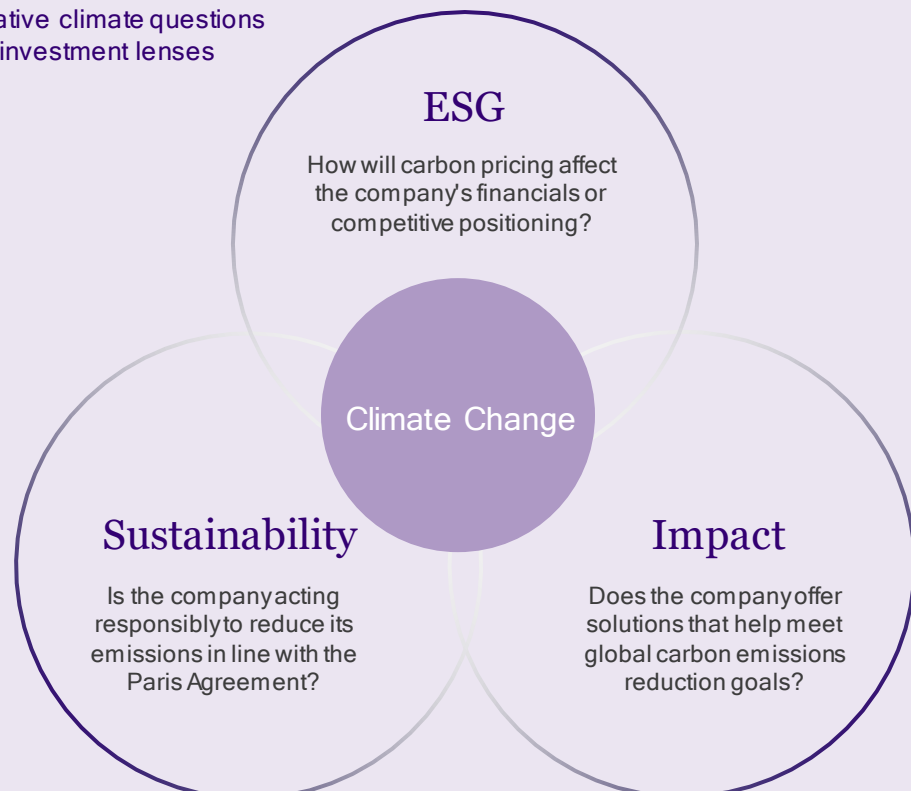 climate questions
investment lenses
ESG
How will carbon pricing affect
the company's financials or
competitive positioning?
Climate Change
Sustainability
Is the company acting
responsibly to reduce its
emissions in line with the
Paris Agreement?
Impact
Does the company offer
solutions that help meet
global carbon emissions
reduction goals?